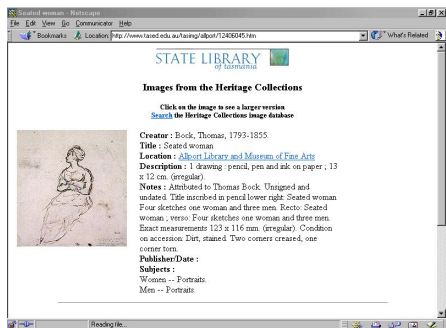 Seated woman - Netscape
File Edit View Go Communicator Help
Bookmarks Location: http://www.tased.edu.au/tasing/allport/12406045.htm What's Related
STATE LIBRARY
of tasmania
Images from the Heritage Collections
Click on the image to see a larger version
Search the Heritage Collections image database
Creator : Bock, Thomas, 1793-1855.
Title : Seated woman
Location : Allport Library and Museum of Fine Arts
Description : 1 drawing : pencil, pen and ink on paper ; 13
x 12 cm. (irregular).
Notes : Attributed to Thomas Bock. Unsigned and
undated. Title inscribed in pencil lower right: Seated woman
Four sketches one woman and three men. Recto: Seated
woman ; verso: Four sketches one woman and three men.
Exact measurements 123 x 116 mm. (irregular). Condition
on accession: Dirt, stained. Two corners creased, one
corner torn.
Publisher/Date :
Subjects :
Women -- Portraits.
Men -- Portraits.
Reading file...